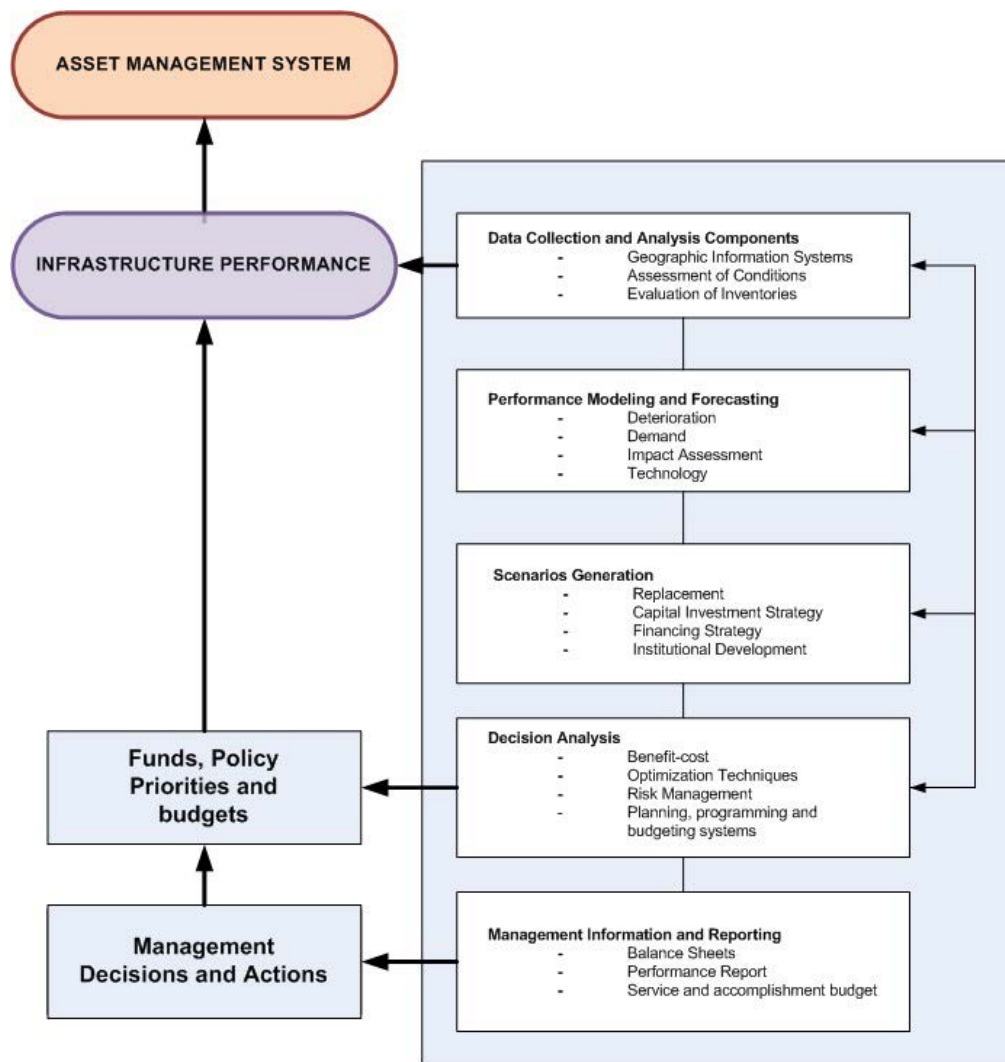 ASSET MANAGEMENT SYSTEM
INFRASTRUCTURE PERFORMANCE
Data Collection and Analysis Components
- Geographic Information Systems
- Assessment of Conditions
- Evaluation of Inventories
Performance Modeling and Forecasting
- Deterioration
- Demand
- Impact Assessment
- Technology
Scenarios Generation
- Replacement
- Capital Investment Strategy
- Financing Strategy
- Institutional Development
Funds, Policy
Priorities and
budgets
Decision Analysis
- Benefit-cost
- Optimization Techniques
- Risk Management
- Planning, programming and
budgeting systems
Management
Decisions and Actions
Management Information and Reporting
- Balance Sheets
- Performance Report
- Service and accomplishment budget